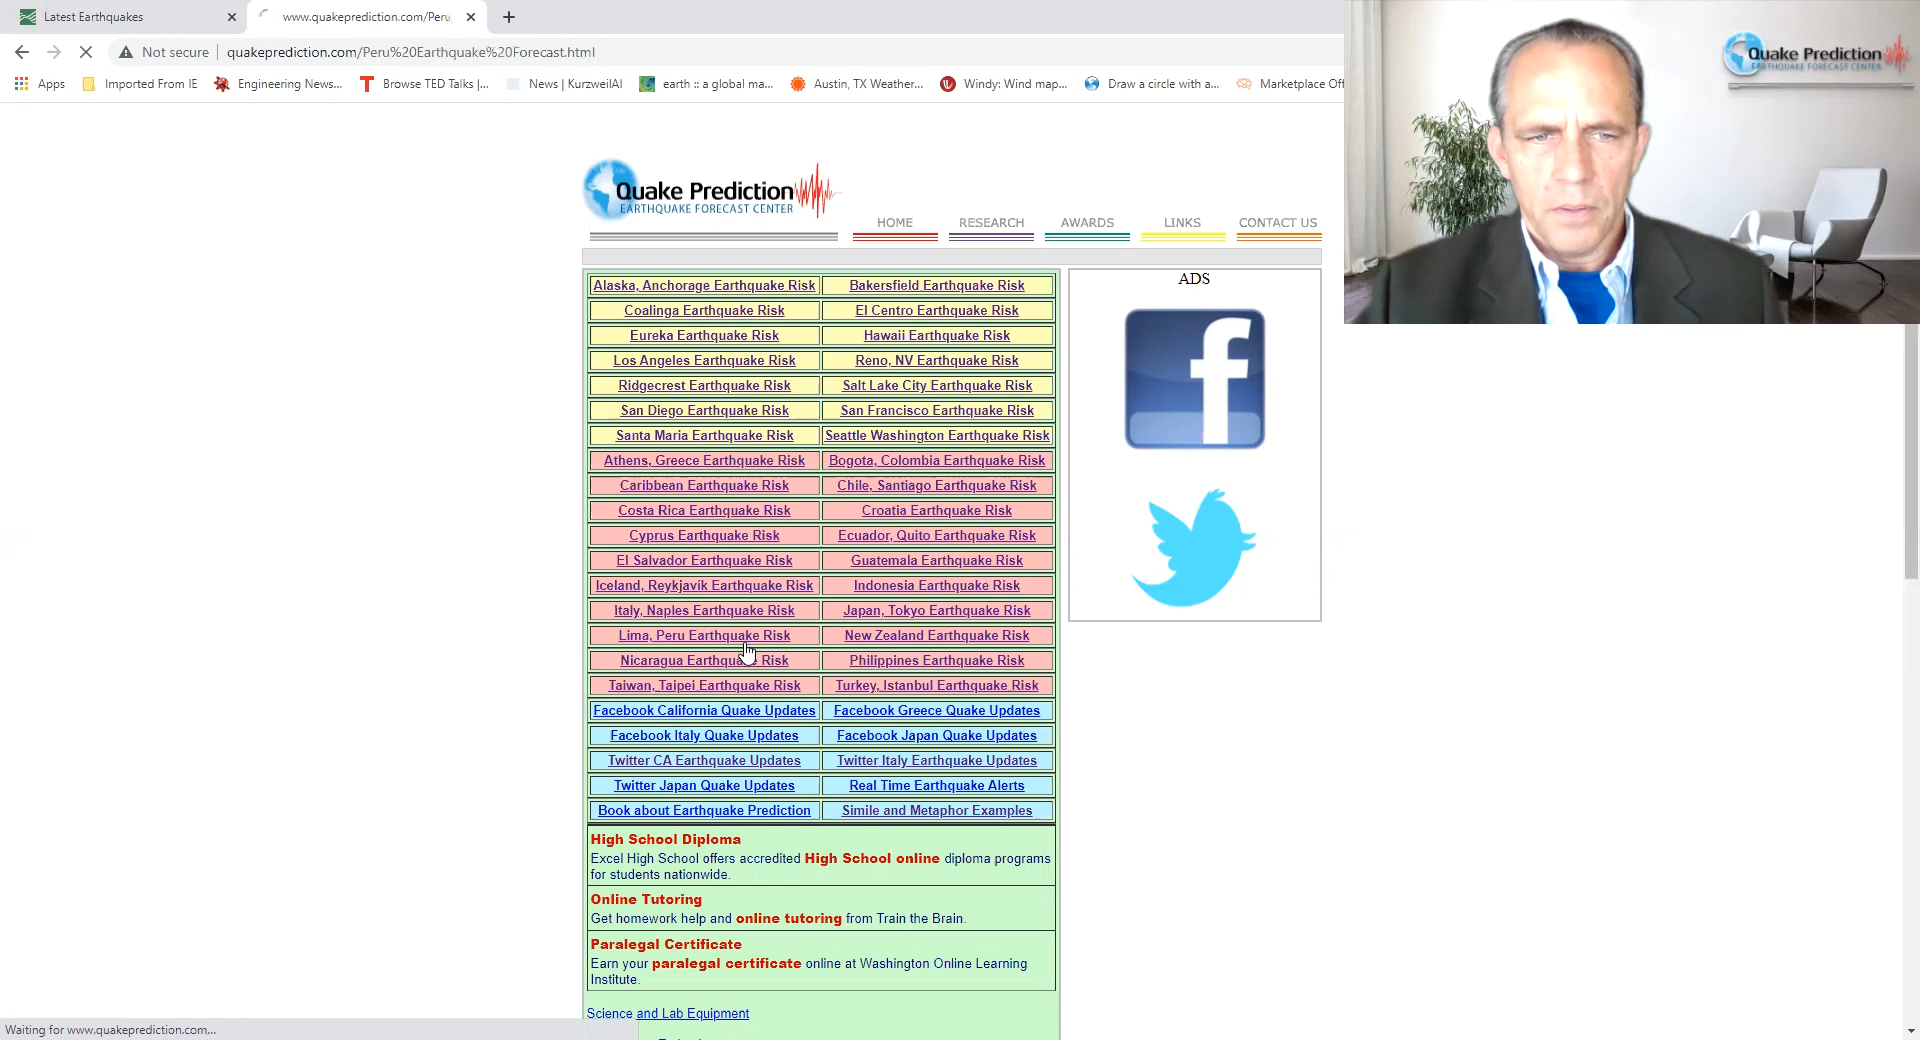 Latest Earthquakes
www.quakeprediction.com/Peru
Not secure
quakeprediction.com/Peru%20Earthquake%20Forecast.html
Apps
Imported From IE
Engineering News...
Browse TED Talks |...
News | KurzweilAI
earth :: a global ma...
Austin, TX Weather...
Windy: Wind map...
Draw a circle with a...
Marketplace Off
Quake Prediction
EARTHQUAKE FORECAST CENTER
Quake Prediction
EARTHQUAKE FORECAST CENTER
HOME
RESEARCH
AWARDS
LINKS
CONTACT US
Alaska, Anchorage Earthquake Risk
Bakersfield Earthquake Risk
Coalinga Earthquake Risk
El Centro Earthquake Risk
Eureka Earthquake Risk
Hawaii Earthquake Risk
Los Angeles Earthquake Risk
Reno, NV Earthquake Risk
Ridgecrest Earthquake Risk
Salt Lake City Earthquake Risk
San Diego Earthquake Risk
San Francisco Earthquake Risk
Santa Maria Earthquake Risk
Seattle Washington Earthquake Risk
Athens, Greece Earthquake Risk
Bogota, Colombia Earthquake Risk
Caribbean Earthquake Risk
Chile, Santiago Earthquake Risk
Costa Rica Earthquake Risk
Croatia Earthquake Risk
Cyprus Earthquake Risk
Ecuador, Quito Earthquake Risk
El Salvador Earthquake Risk
Guatemala Earthquake Risk
Iceland, Reykjavík Earthquake Risk
Indonesia Earthquake Risk
Italy, Naples Earthquake Risk
Japan, Tokyo Earthquake Risk
Lima, Peru Earthquake Risk
New Zealand Earthquake Risk
Nicaragua Earthquake Risk
Philippines Earthquake Risk
Taiwan, Taipei Earthquake Risk
Turkey, Istanbul Earthquake Risk
Facebook California Quake Updates
Facebook Greece Quake Updates
Facebook Italy Quake Updates
Facebook Japan Quake Updates
Twitter CA Earthquake Updates
Twitter Italy Earthquake Updates
Twitter Japan Quake Updates
Real Time Earthquake Alerts
Book about Earthquake Prediction
Simile and Metaphor Examples
High School Diploma
Excel High School offers accredited High School online diploma programs
for students nationwide.
Online Tutoring
Get homework help and online tutoring from Train the Brain.
Paralegal Certificate
Earn your paralegal certificate online at Washington Online Learning
Institute.
Science and Lab Equipment
ADS
f
Waiting for www.quakeprediction.com...